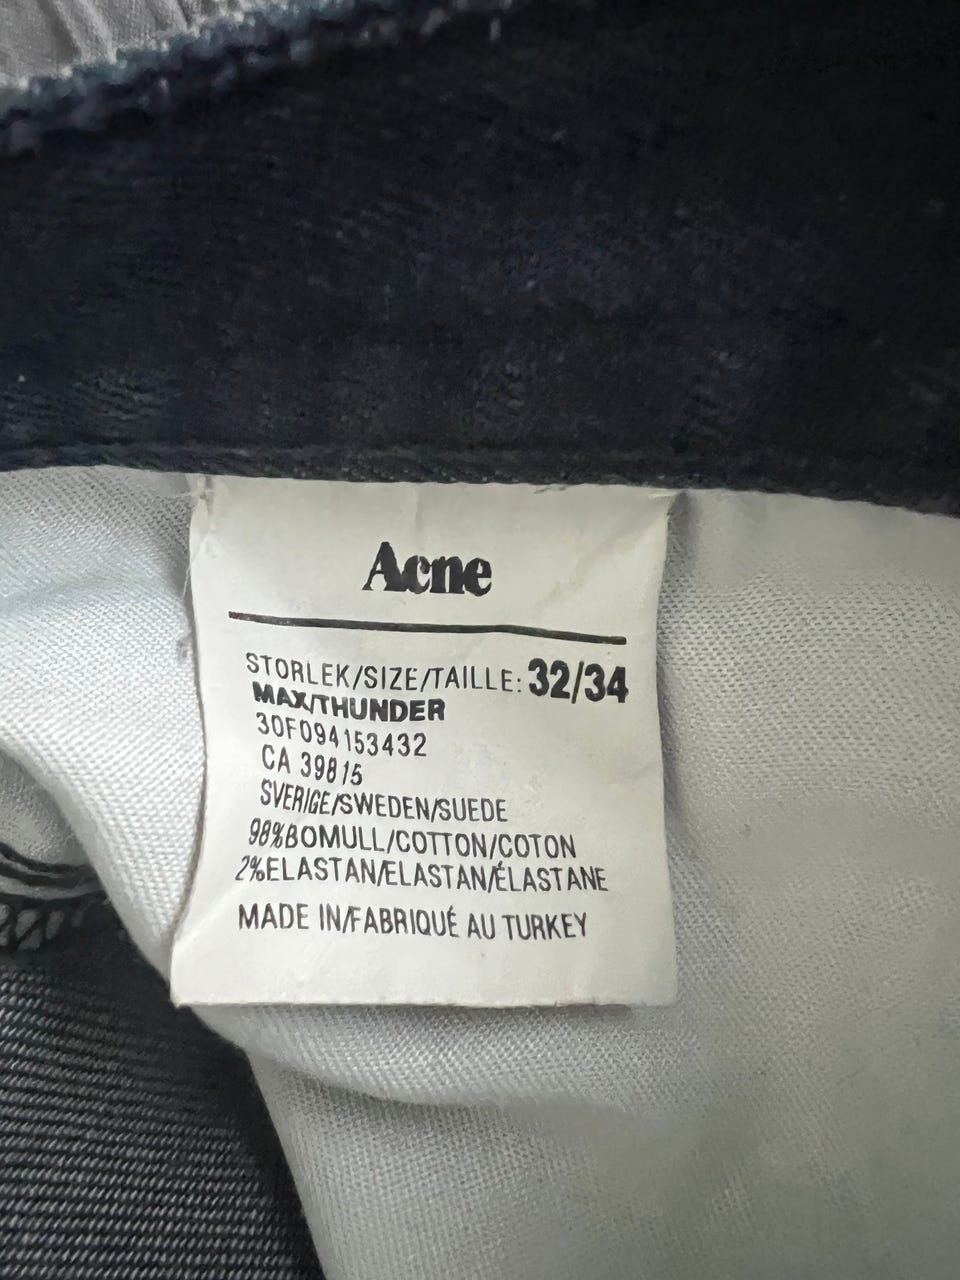 Acne
STORLEK/SIZE/TAILLE: 32/34
MAX/THUNDER
30F094153432
CA 39815
SVERIGE/SWEDEN/SUEDE
98%BOMULL/COTTON/COTON
2%ELASTAN/ELASTAN/ÉLASTANE
MADE IN/FABRIQUÉ AU TURKEY